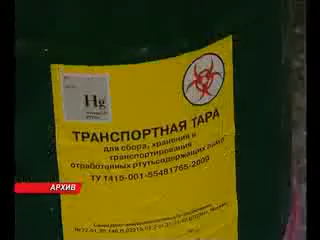 Hg
ТРАНСПОРТНАЯ ТАРА
для сбора, хранения и
транспортирования
отработанных ртутьсодержащих ламп
ТУ 1415-001-55481765-2009
АРХИВ